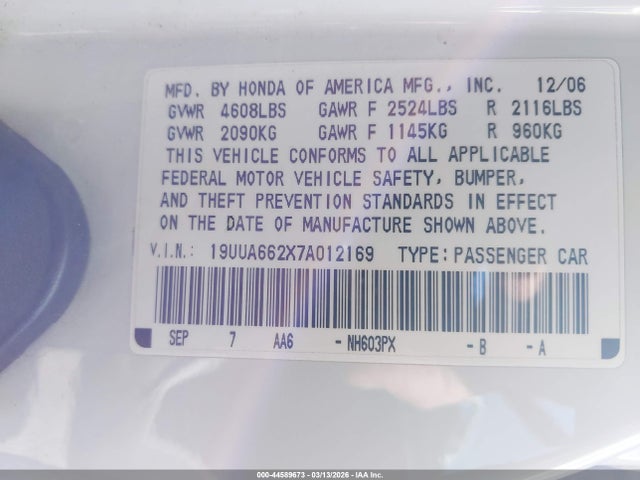 MFD. BY HONDA OF AMERICA MFG., INC. 12/06
GVWR 4608LBS GAWR F 2524LBS R 2116LBS
GVWR 2090KG GAWR F 1145KG R 960KG
THIS VEHICLE CONFORMS TO ALL APPLICABLE
FEDERAL MOTOR VEHICLE SAFETY, BUMPER,
AND THEFT PREVENTION STANDARDS IN EFFECT
ON THE DATE OF MANUFACTURE SHOWN ABOVE.
V.I.N.: 19UUA662X7A012169 TYPE: PASSENGER CAR
SEP 7 AA6 - NH603PX - B - A
000-44589673 - 03/13/2026 - IAA Inc.